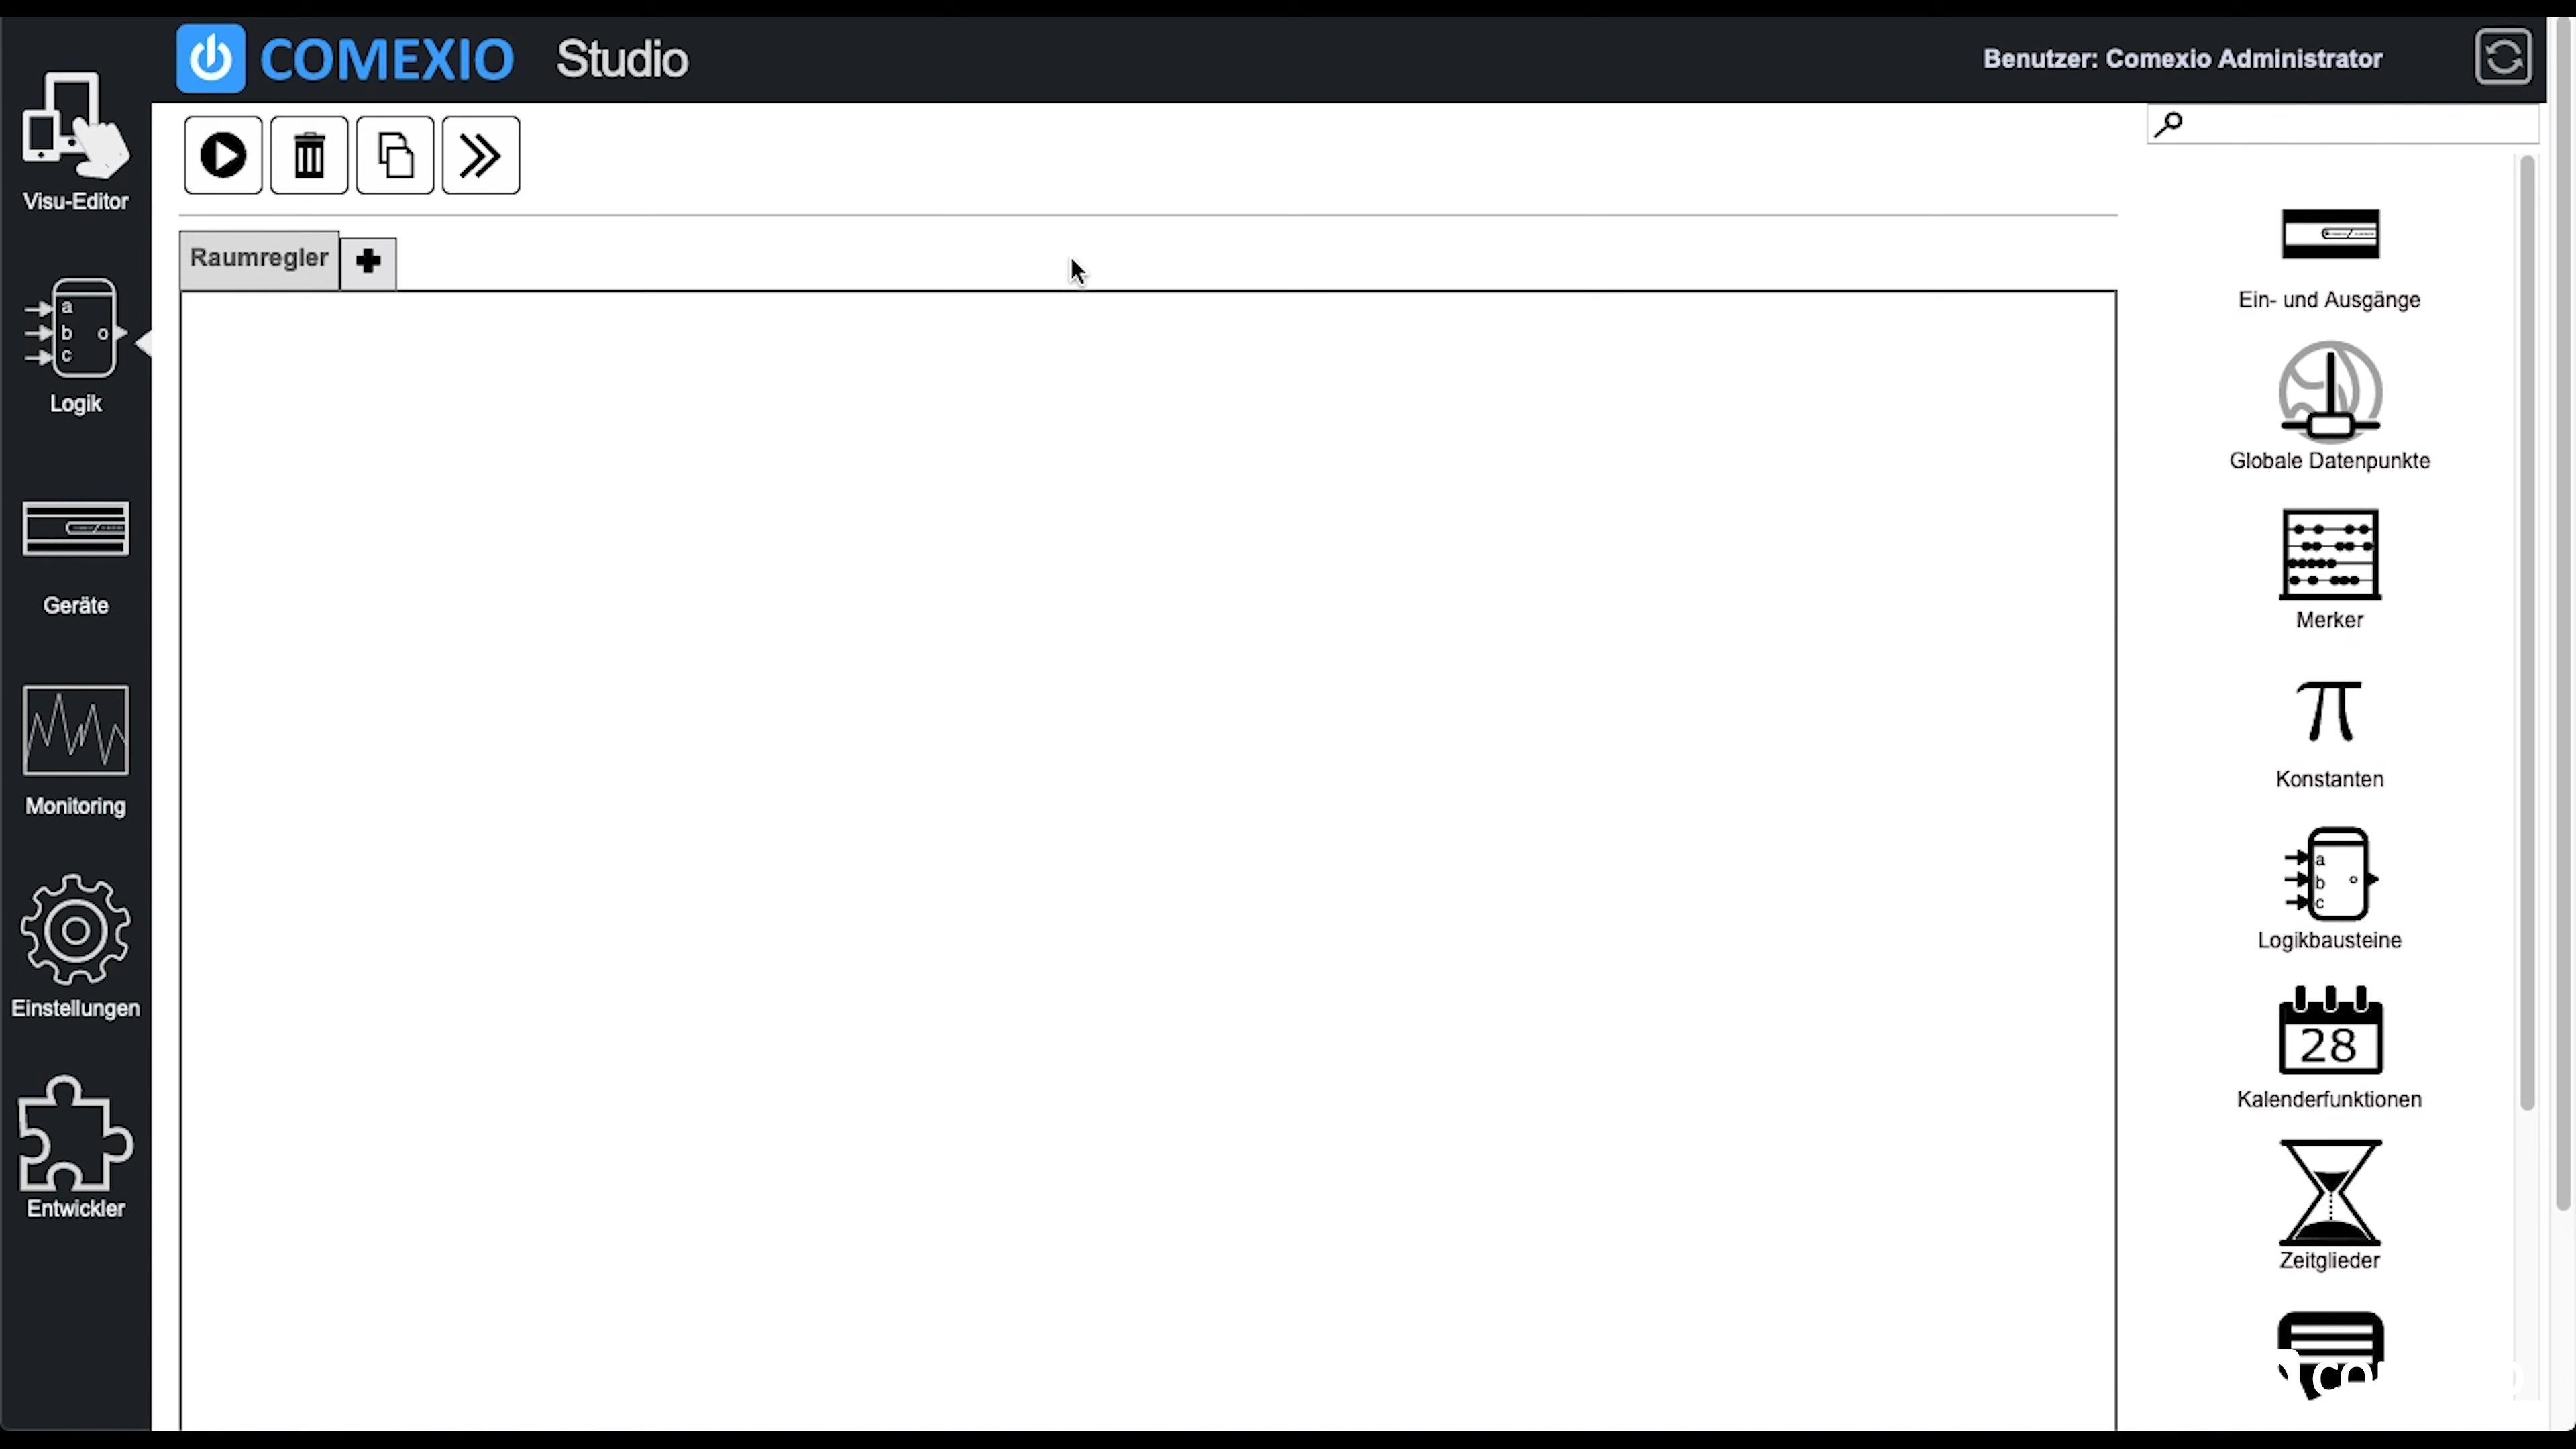 COMEXIO Studio
Benutzer: Comexio Administrator
Visu-Editor
Raumregler
a
b o
c
Logik
Geräte
Monitoring
Einstellungen
Entwickler
Ein- und Ausgänge
Globale Datenpunkte
Merker
π
Konstanten
a
b o
c
Logikbausteine
28
Kalenderfunktionen
Zeitglieder